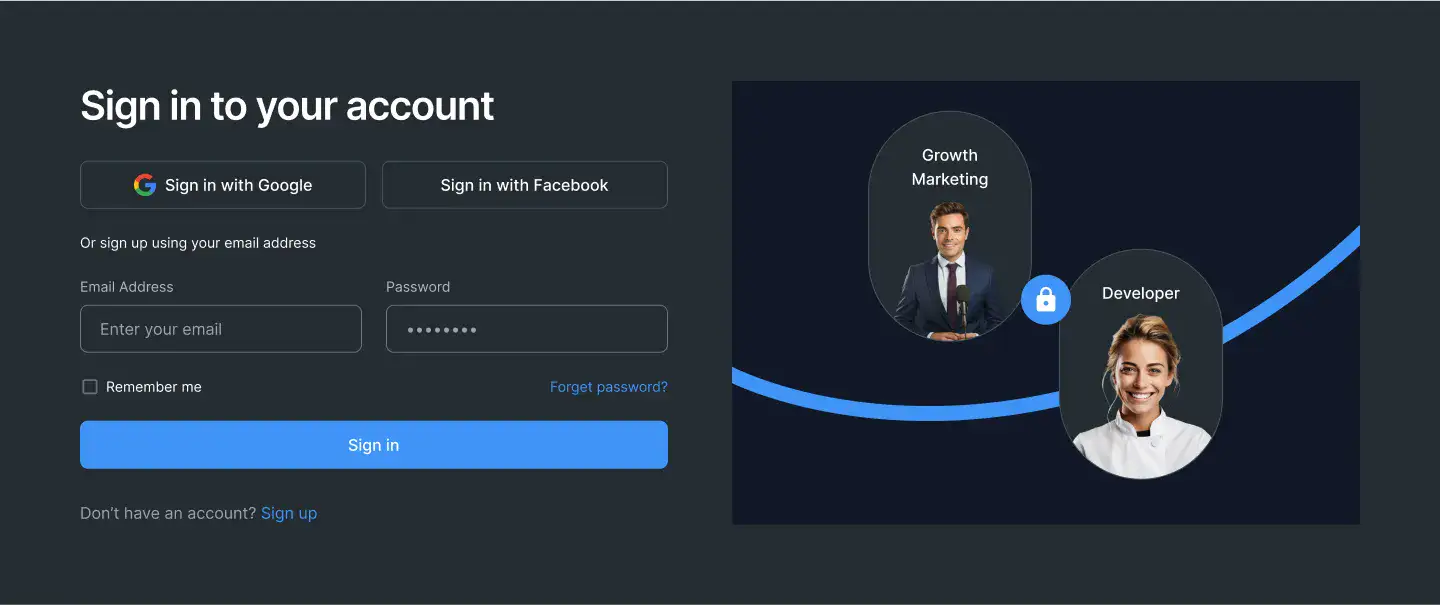 Sign in to your account
Sign in with Google
Sign in with Facebook
Or sign up using your email address
Email Address
Password
Enter your email
••••••••
Remember me
Forget password?
Sign in
Don't have an account? Sign up
Growth
Marketing
Developer